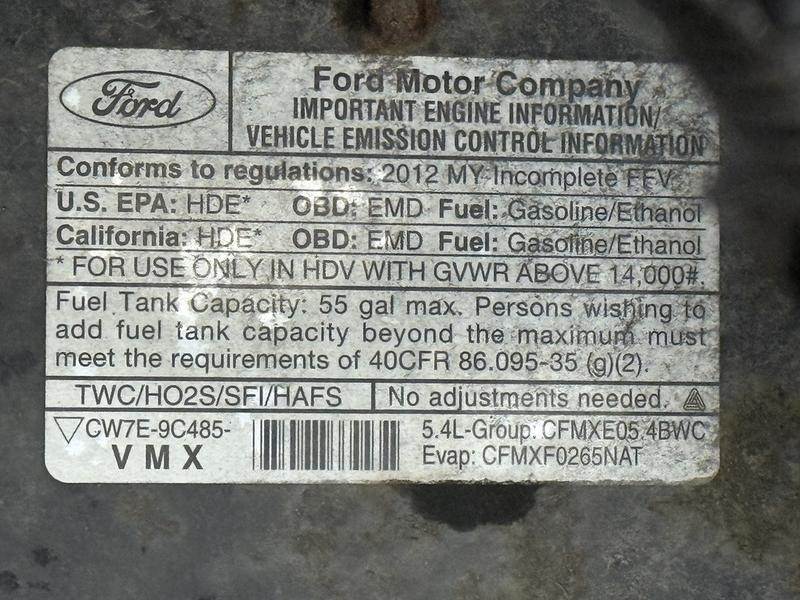 Ford
Ford Motor Company
IMPORTANT ENGINE INFORMATION/
VEHICLE EMISSION CONTROL INFORMATION
Conforms to regulations: 2012 MY Incomplete FFV
U.S. EPA: HDE* OBD: EMD Fuel: Gasoline/Ethanol
California: HDE* OBD: EMD Fuel: Gasoline/Ethanol
* FOR USE ONLY IN HDV WITH GVWR ABOVE 14,000#.
Fuel Tank Capacity: 55 gal max. Persons wishing to
add fuel tank capacity beyond the maximum must
meet the requirements of 40CFR 86.095-35 (g)(2).
TWC/HO2S/SFI/HAFS No adjustments needed.
CW7E-9C485-
VMX
5.4L-Group: CFMXE05.4BWC
Evap: CFMXF0265NAT